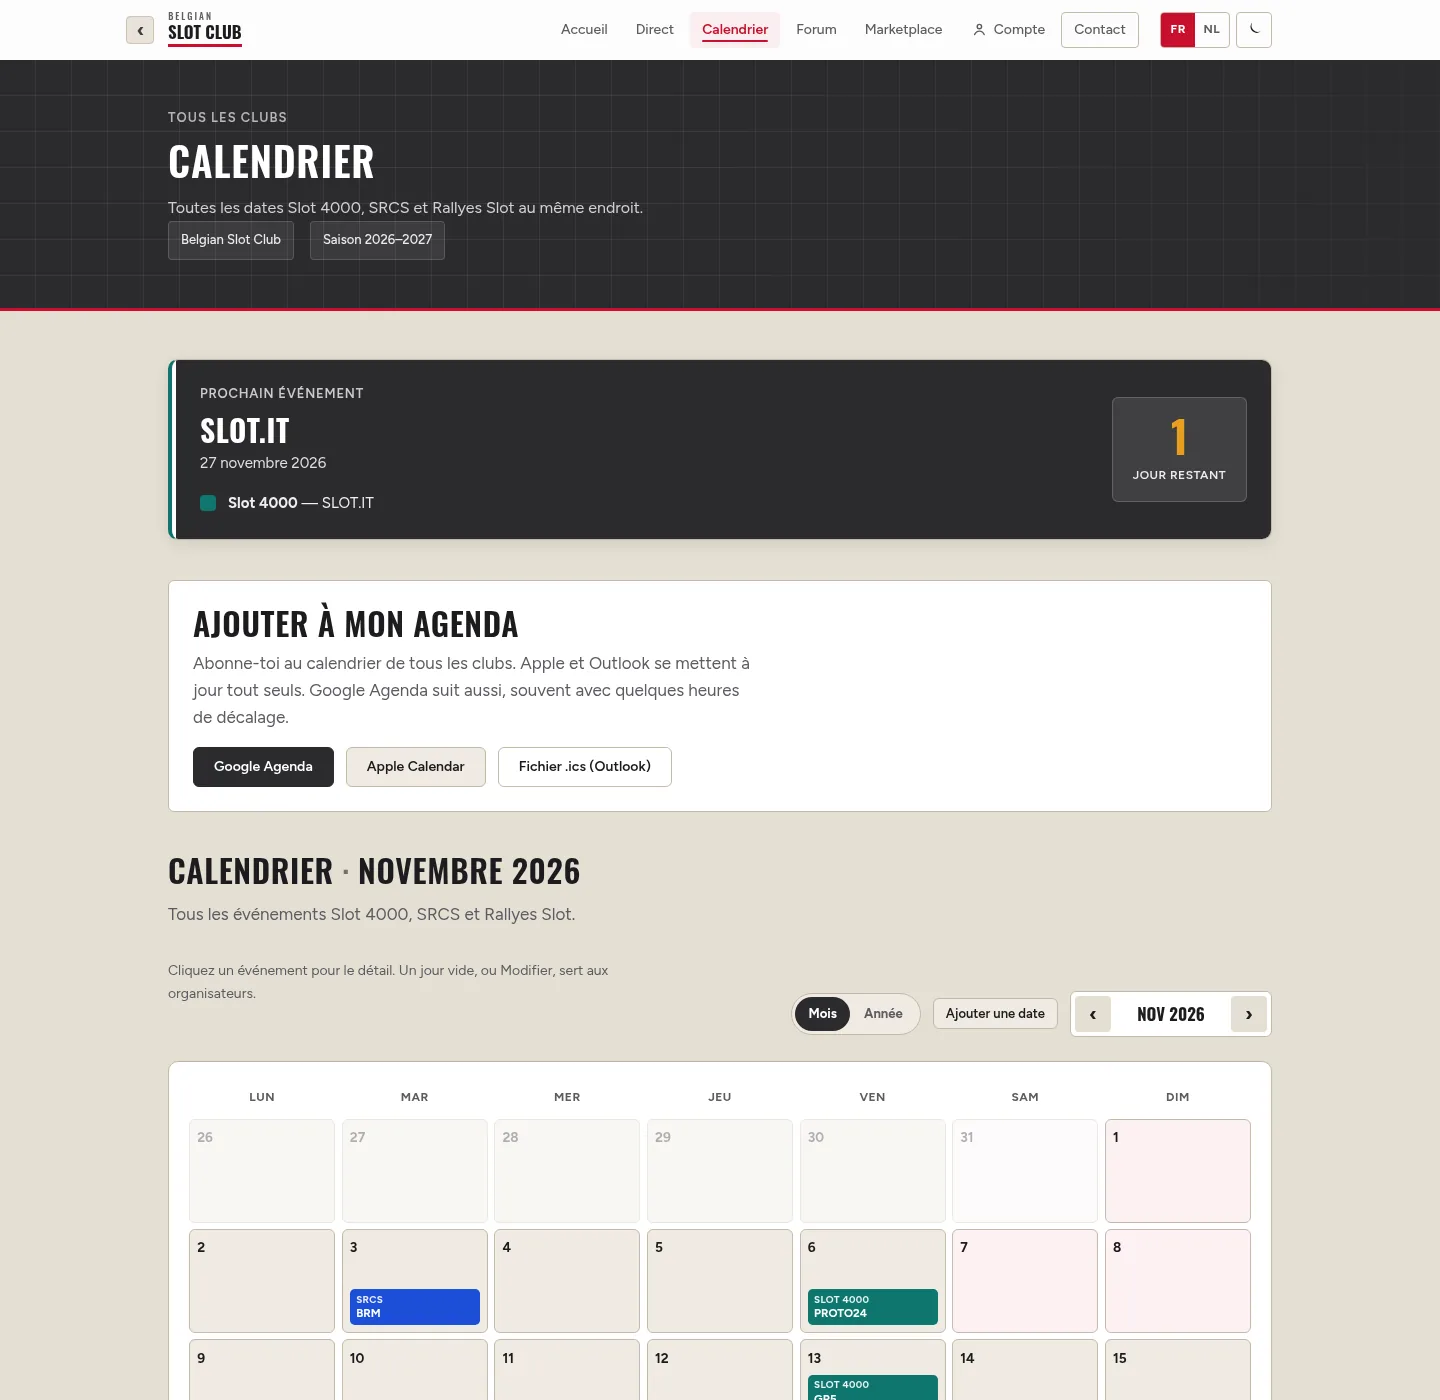 BELGIAN
SLOT CLUB
Accueil
Direct
Calendrier
Forum
Marketplace
Compte
Contact
FR
NL
TOUS LES CLUBS
CALENDRIER
Toutes les dates Slot 4000, SRCS et Rallyes Slot au même endroit.
Belgian Slot Club
Saison 2026–2027
PROCHAIN ÉVÉNEMENT
SLOT.IT
27 novembre 2026
Slot 4000 — SLOT.IT
1
JOUR RESTANT
AJOUTER À MON AGENDA
Abonne-toi au calendrier de tous les clubs. Apple et Outlook se mettent à
jour tout seuls. Google Agenda suit aussi, souvent avec quelques heures
de décalage.
Google Agenda
Apple Calendar
Fichier .ics (Outlook)
CALENDRIER · NOVEMBRE 2026
Tous les événements Slot 4000, SRCS et Rallyes Slot.
Cliquez un événement pour le détail. Un jour vide, ou Modifier, sert aux
organisateurs.
Mois
Année
Ajouter une date
‹
NOV 2026
›
LUN
MAR
MER
JEU
VEN
SAM
DIM
26
27
28
29
30
31
1
2
3
SRCS
BRM
4
5
6
SLOT 4000
PROTO24
7
8
9
10
11
12
13
SLOT 4000
14
15